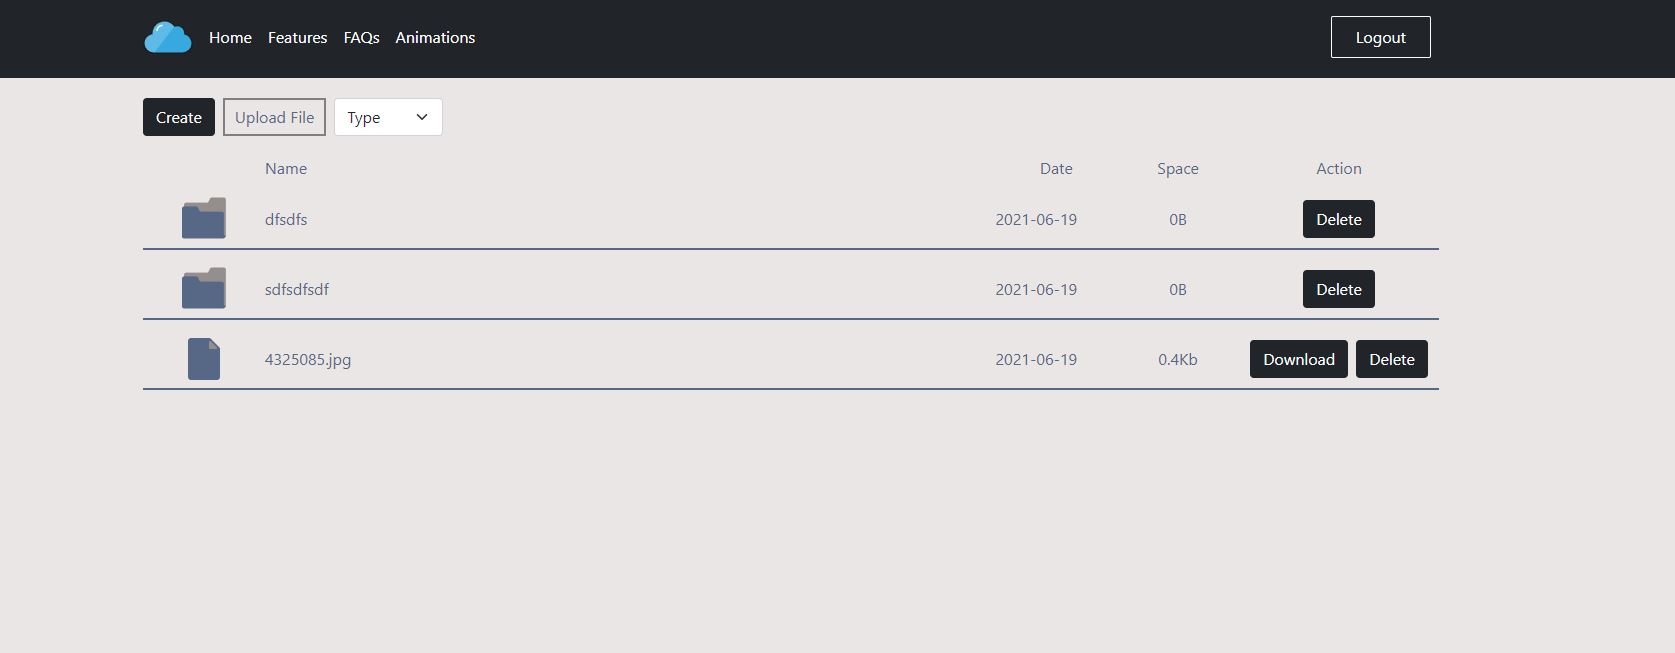 Home Features FAQs Animations Logout
Create Upload File Type
Name Date Space Action
dfsdfs 2021-06-19 0B Delete
sdfsdfsdf 2021-06-19 0B Delete
4325085.jpg 2021-06-19 0.4Kb Download Delete